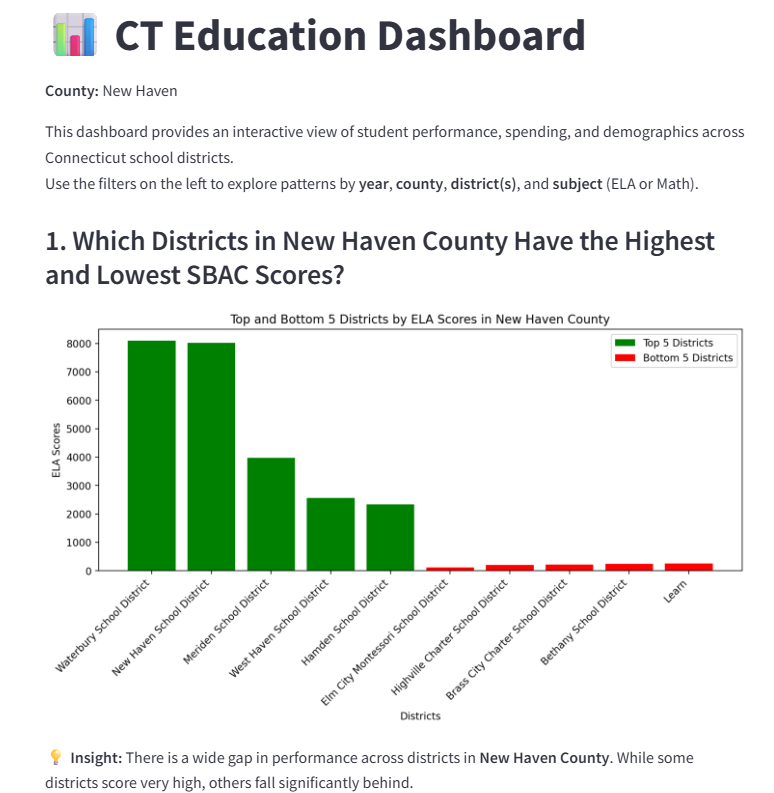 CT Education Dashboard
County: New Haven
This dashboard provides an interactive view of student performance, spending, and demographics across
Connecticut school districts.
Use the filters on the left to explore patterns by year, county, district(s), and subject (ELA or Math).
1. Which Districts in New Haven County Have the Highest
and Lowest SBAC Scores?
Top and Bottom 5 Districts by ELA Scores in New Haven County
Top 5 Districts
Bottom 5 Districts
ELA Scores
8000
7000
6000
5000
4000
3000
2000
1000
0
Waterbury School District
New Haven School District
Meriden School District
West Haven School District
Hamden School District
Elm City Montessori School District
Highville Charter School District
Brass City Charter School District
Bethany School District
Learn
Districts
Insight: There is a wide gap in performance across districts in New Haven County. While some
districts score very high, others fall significantly behind.